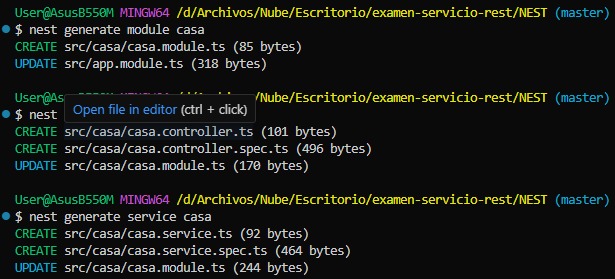 User@AsusB550M MINGW64 /d/Archivos/Nube/Escritorio/examen-servicio-rest/NEST (master)
$ nest generate module casa
CREATE src/casa/casa.module.ts (85 bytes)
UPDATE src/app.module.ts (318 bytes)
User@AsusB550M MINGW64 /d/Archivos/Nube/Escritorio/examen-servicio-rest/NEST (master)
Open file in editor (ctrl + click)
$ nest
CREATE src/casa/casa.controller.ts (101 bytes)
CREATE src/casa/casa.controller.spec.ts (496 bytes)
UPDATE src/casa/casa.module.ts (170 bytes)
User@AsusB550M MINGW64 /d/Archivos/Nube/Escritorio/examen-servicio-rest/NEST (master)
$ nest generate service casa
CREATE src/casa/casa.service.ts (92 bytes)
CREATE src/casa/casa.service.spec.ts (464 bytes)
UPDATE src/casa/casa.module.ts (244 bytes)